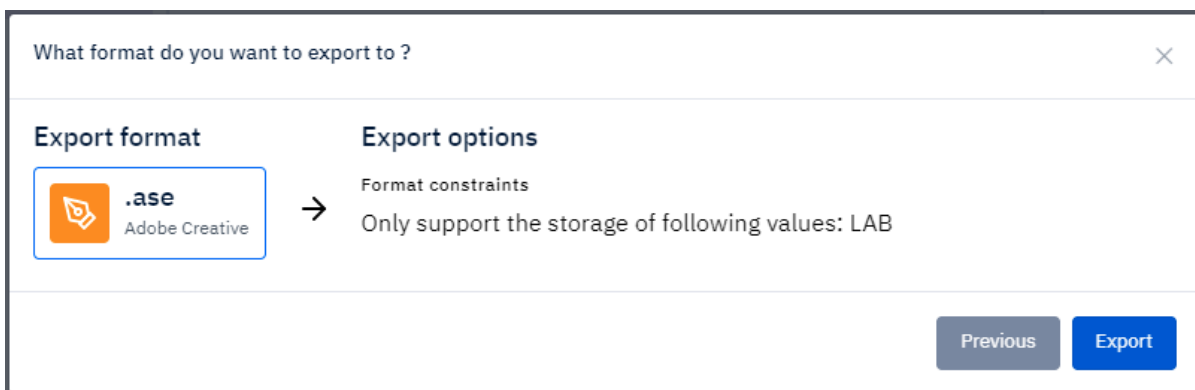 What format do you want to export to ?
Export format
.ase
Adobe Creative
Export options
Format constraints
Only support the storage of following values: LAB
Previous
Export